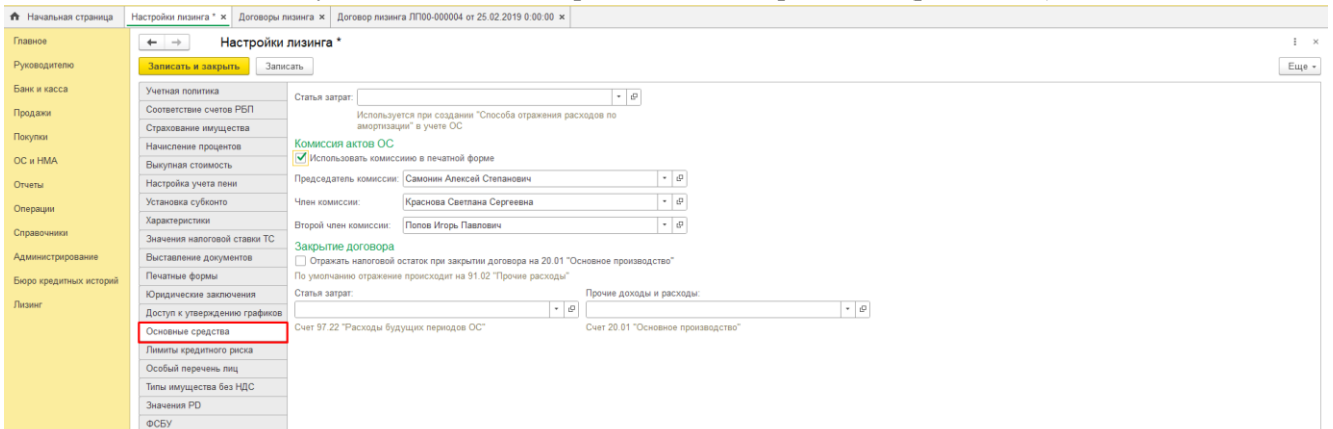 Начальная страница
Настройки лизинга * ×
Договоры лизинга ×
Договор лизинга ЛП00-000004 от 25.02.2019 0:00:00 ×
Главное
Руководителю
Банк и касса
Продажи
Покупки
ОС и НМА
Отчеты
Операции
Справочники
Администрирование
Бюро кредитных историй
Лизинг
Настройки лизинга *
Записать и закрыть
Записать
Еще
Учетная политика
Соответствие счетов РБП
Страхование имущества
Начисление процентов
Выкупная стоимость
Настройка учета пени
Установка субконто
Характеристики
Значения налоговой ставки ТС
Выставление документов
Печатные формы
Юридические заключения
Доступ к утверждению графиков
Основные средства
Лимиты кредитного риска
Особый перечень лиц
Типы имущества без НДС
Значения PD
ФСБУ
Статья затрат:
Используется при создании "Способа отражения расходов по
амортизации" в учете ОС
Комиссия актов ОС
Использовать комиссиию в печатной форме
Председатель комиссии: Самонин Алексей Степанович
Член комиссии: Краснова Светлана Сергеевна
Второй член комиссии: Попов Игорь Павлович
Закрытие договора
Отражать налоговой остаток при закрытии договора на 20.01 "Основное производство"
По умолчанию отражение происходит на 91.02 "Прочие расходы"
Статья затрат:
Прочие доходы и расходы:
Счет 97.22 "Расходы будущих периодов ОС"
Счет 20.01 "Основное производство"